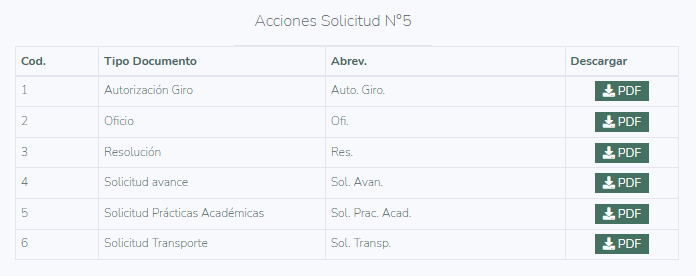 Acciones Solicitud N°5
Cod. Tipo Documento Abrev. Descargar
1 Autorización Giro Auto. Giro. PDF
2 Oficio Ofi. PDF
3 Resolución Res. PDF
4 Solicitud avance Sol. Avan. PDF
5 Solicitud Prácticas Académicas Sol. Prac. Acad. PDF
6 Solicitud Transporte Sol. Transp. PDF